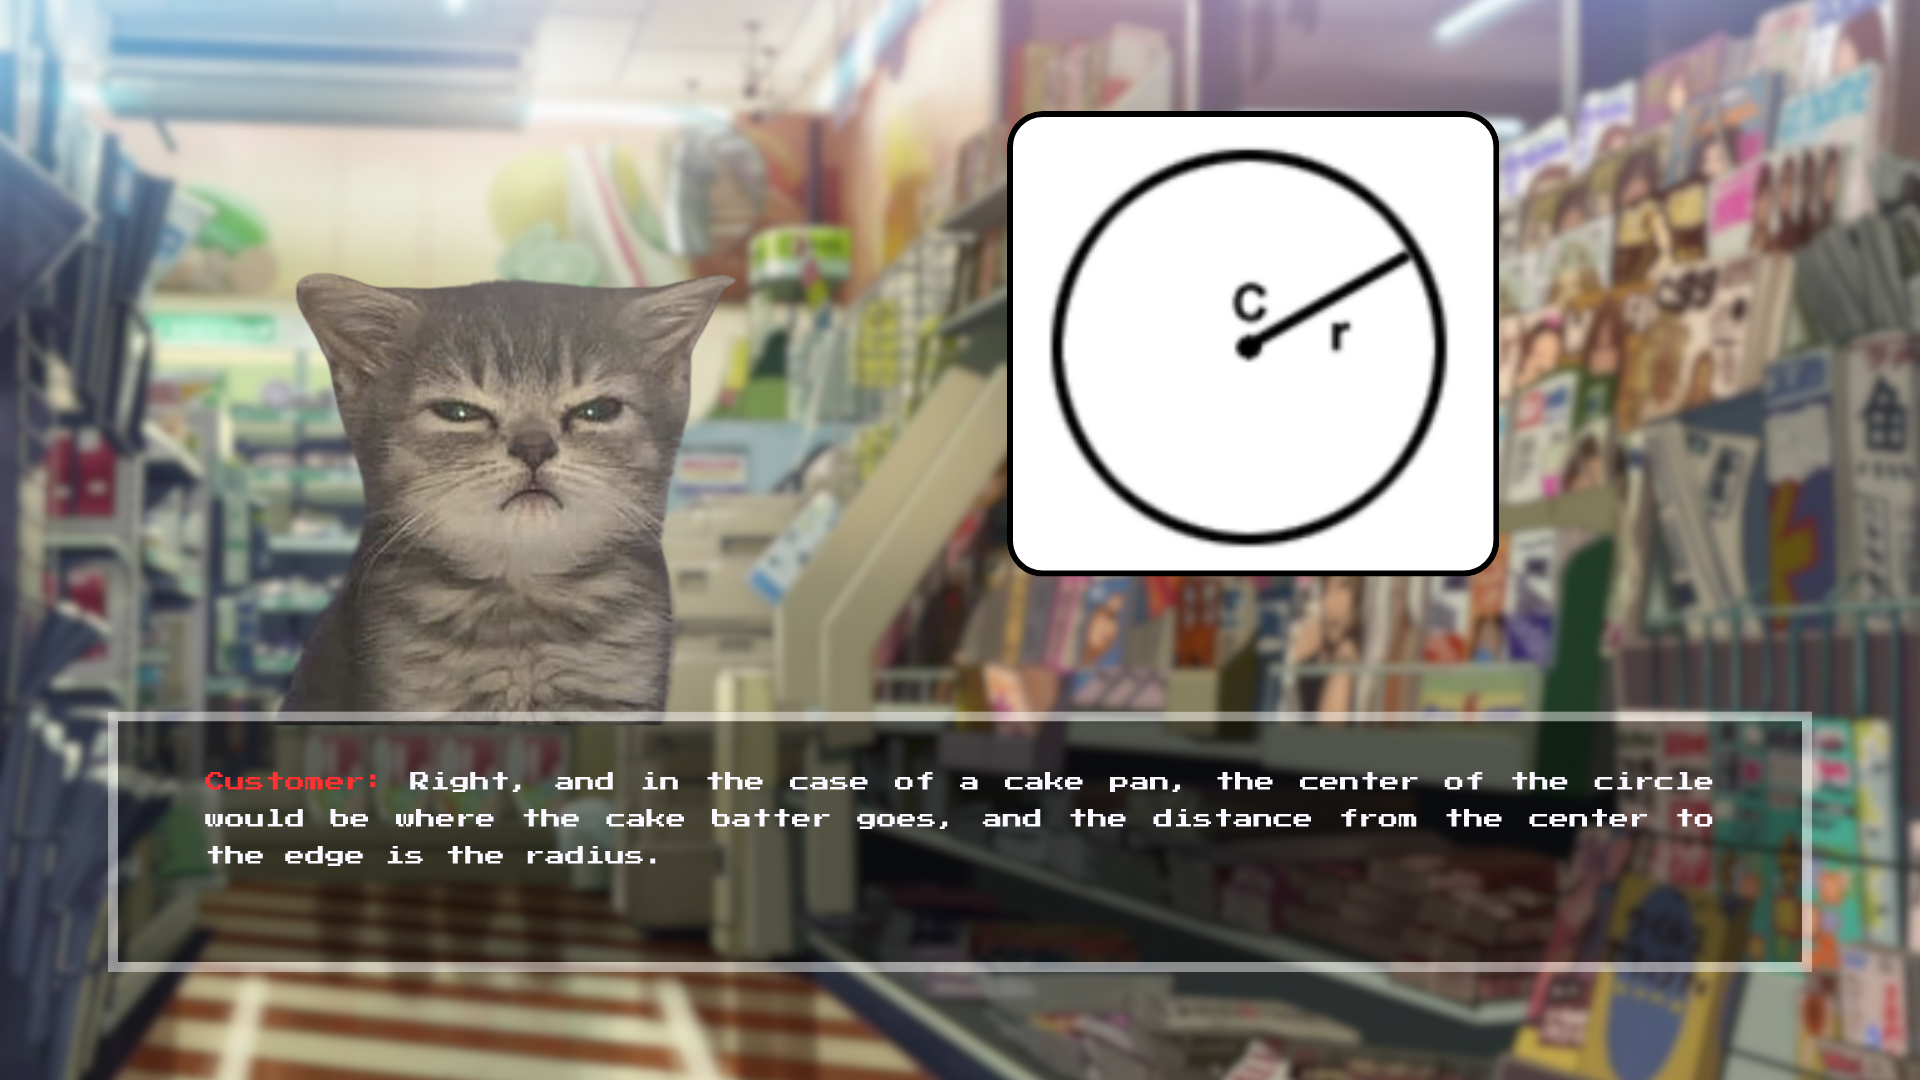 C
r
Customer: Right, and in the case of a cake pan, the center of the circle
would be where the cake batter goes, and the distance from the center to
the edge is the radius.